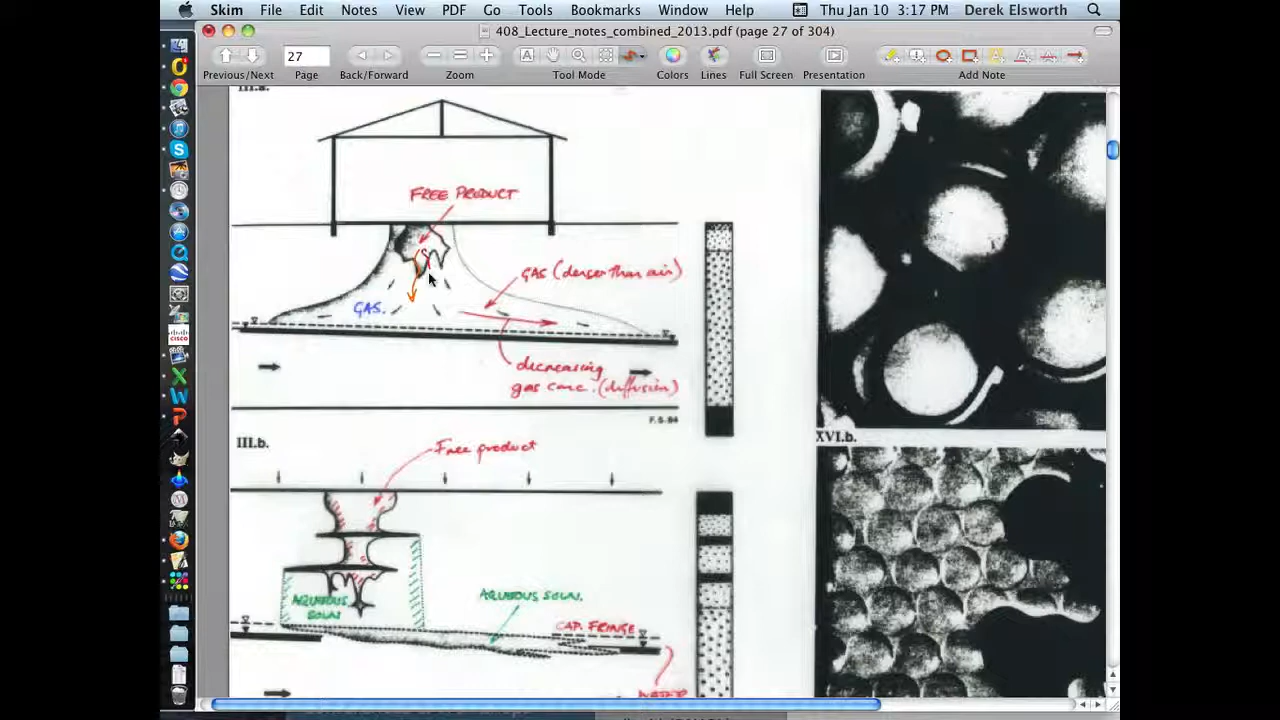 Skim File Edit Notes View PDF Go Tools Bookmarks Window Help Thu Jan 10 3:17 PM Derek Elsworth
408_Lecture_notes_combined_2013.pdf (page 27 of 304)
27
Previous/Next Page Back/Forward Zoom Tool Mode Colors Lines Full Screen Presentation Add Note
III.a.
FREE PRODUCT
GAS (denser than air)
GAS.
decreasing
gas conc. (diffusion)
F.S. 84
XVI.b.
III.b.
Free product
AQUEOUS SOLN.
AQUEOUS
SOLN
CAP. FRINGE
WATER